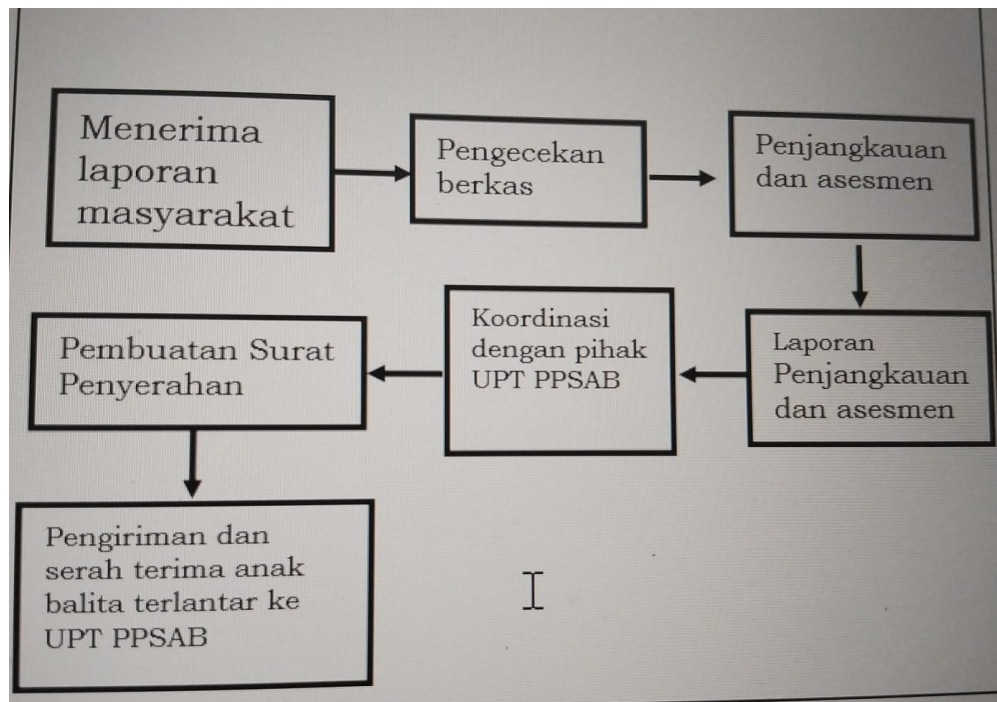 Menerima
laporan
masyarakat
Pengecekan
berkas
Penjangkauan
dan asesmen
Laporan
Penjangkauan
dan asesmen
Koordinasi
dengan pihak
UPT PPSAB
Pembuatan Surat
Penyerahan
Pengiriman dan
serah terima anak
balita terlantar ke
UPT PPSAB